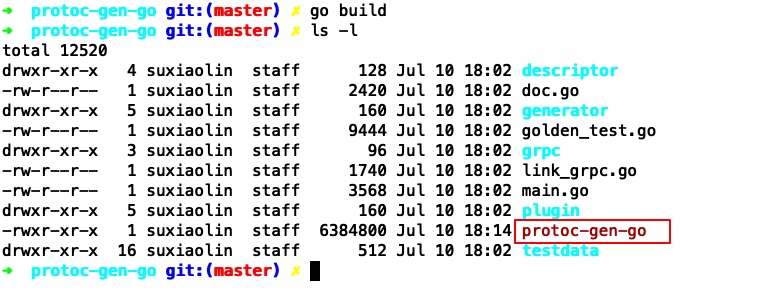 ➜ protoc-gen-go git:(master) ✗ go build
➜ protoc-gen-go git:(master) ✗ ls -l
total 12520
drwxr-xr-x 4 suxiaolin staff 128 Jul 10 18:02 descriptor
-rw-r--r-- 1 suxiaolin staff 2420 Jul 10 18:02 doc.go
drwxr-xr-x 5 suxiaolin staff 160 Jul 10 18:02 generator
-rw-r--r-- 1 suxiaolin staff 9444 Jul 10 18:02 golden_test.go
drwxr-xr-x 3 suxiaolin staff 96 Jul 10 18:02 grpc
-rw-r--r-- 1 suxiaolin staff 1740 Jul 10 18:02 link_grpc.go
-rw-r--r-- 1 suxiaolin staff 3568 Jul 10 18:02 main.go
drwxr-xr-x 5 suxiaolin staff 160 Jul 10 18:02 plugin
-rwxr-xr-x 1 suxiaolin staff 6384800 Jul 10 18:14 protoc-gen-go
drwxr-xr-x 16 suxiaolin staff 512 Jul 10 18:02 testdata
➜ protoc-gen-go git:(master) ✗